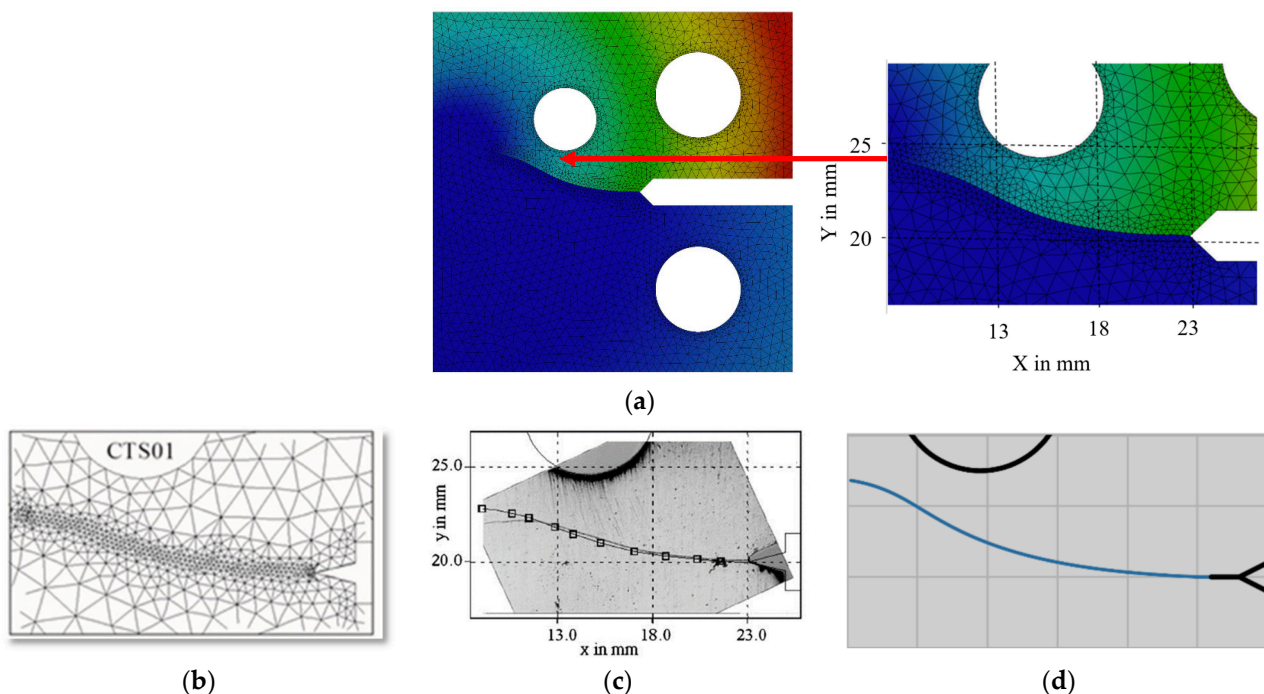 25
20
Y in mm
13 18 23
X in mm
(a)
CTS01
25.0
20.0
y in mm
13.0 18.0 23.0
x in mm
(b) (c) (d)